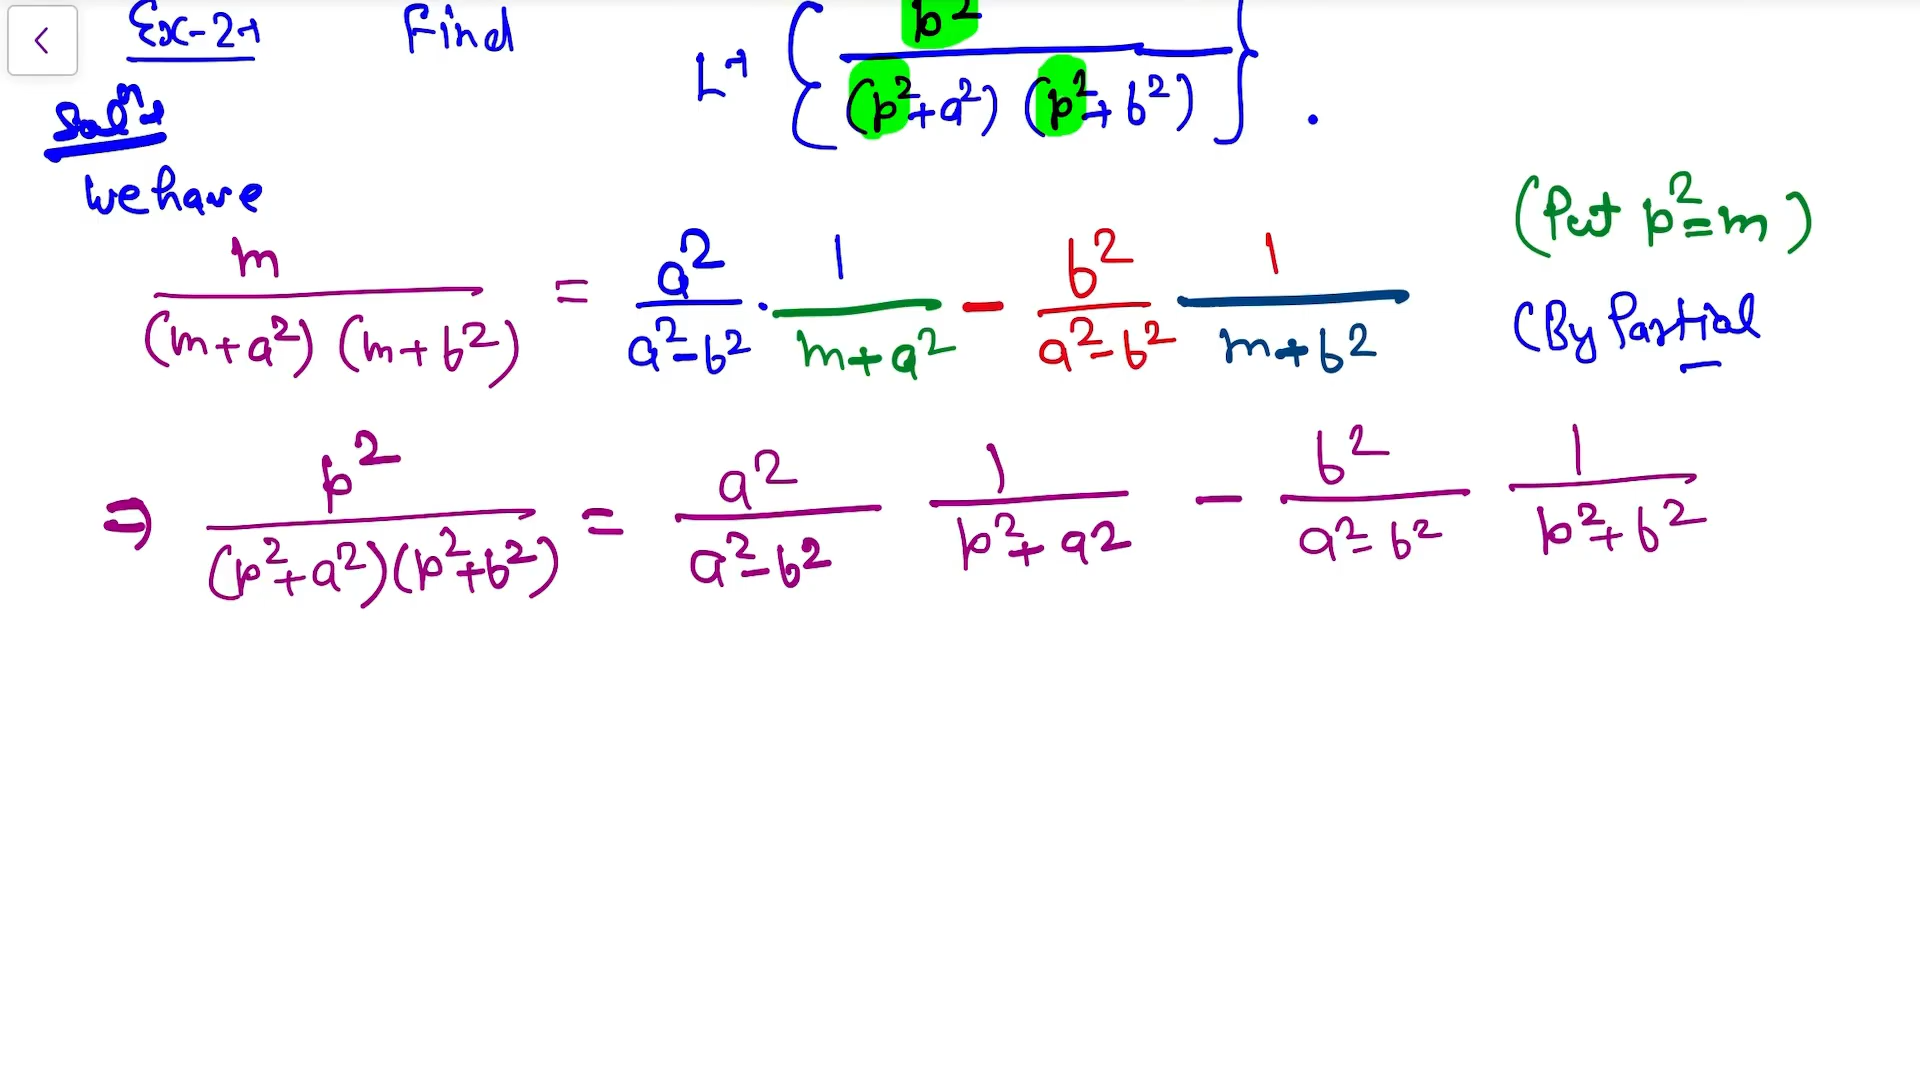 Ex-2→ Find L⁻¹ { p² / (p²+a²) (p²+b²) } .
Solⁿ→
We have (Put p²=m)
m / (m+a²) (m+b²) = a² / a²-b² · 1 / m+a² - b² / a²-b² 1 / m+b² (By Partial
⇒ p² / (p²+a²)(p²+b²) = a² / a²-b² 1 / p²+a² - b² / a²-b² 1 / p²+b²